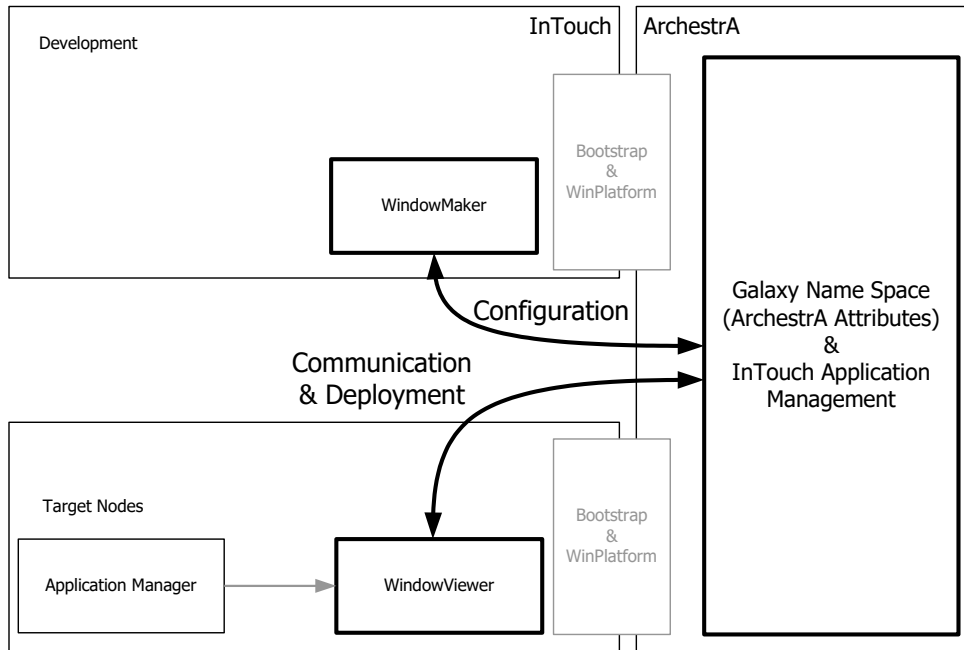 InTouch
ArchestrA
Development
Bootstrap
&
WinPlatform
WindowMaker
Galaxy Name Space
(ArchestrA Attributes)
&
InTouch Application
Management
Configuration
Communication
& Deployment
Target Nodes
Bootstrap
&
WinPlatform
Application Manager
WindowViewer